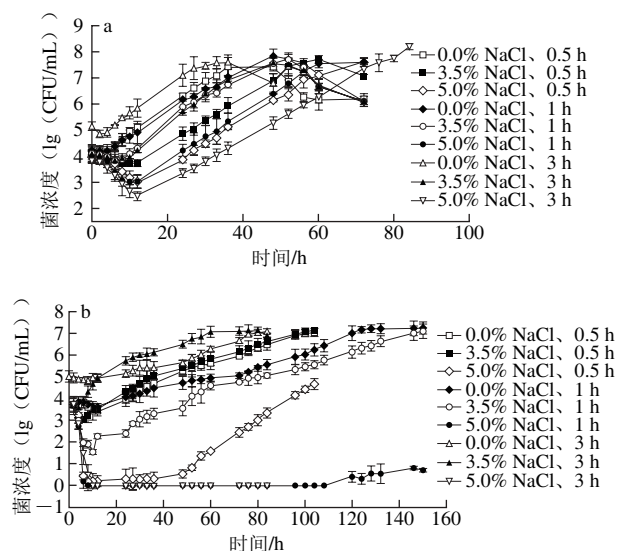 a
9
8
7
6
5
4
3
2
菌浓度（lg（CFU/mL））
0 20 40 60 80 100
时间/h
0.0% NaCl、0.5 h
3.5% NaCl、0.5 h
5.0% NaCl、0.5 h
0.0% NaCl、1 h
3.5% NaCl、1 h
5.0% NaCl、1 h
0.0% NaCl、3 h
3.5% NaCl、3 h
5.0% NaCl、3 h
b
8
7
6
5
4
3
2
1
0
－1
菌浓度（lg（CFU/mL））
0 20 40 60 80 100 120 140 160
时间/h
0.0% NaCl、0.5 h
3.5% NaCl、0.5 h
5.0% NaCl、0.5 h
0.0% NaCl、1 h
3.5% NaCl、1 h
5.0% NaCl、1 h
0.0% NaCl、3 h
3.5% NaCl、3 h
5.0% NaCl、3 h